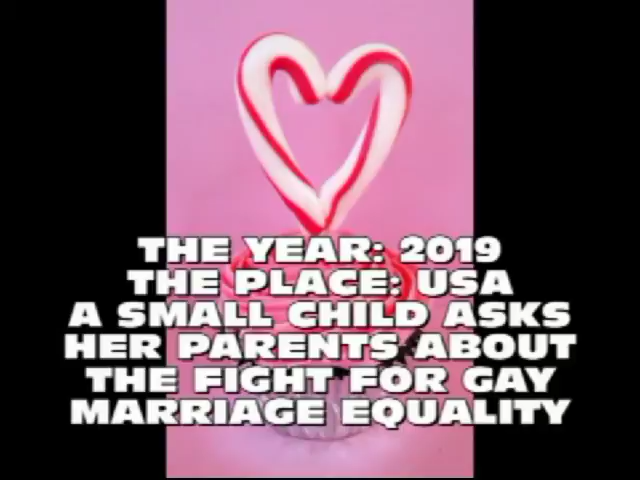 THE YEAR: 2019
THE PLACE: USA
A SMALL CHILD ASKS
HER PARENTS ABOUT
THE FIGHT FOR GAY
MARRIAGE EQUALITY